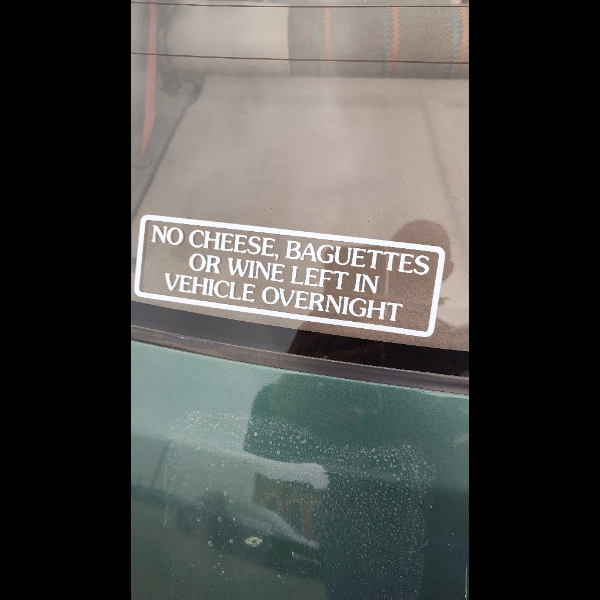 NO CHEESE, BAGUETTES
OR WINE LEFT IN
VEHICLE OVERNIGHT